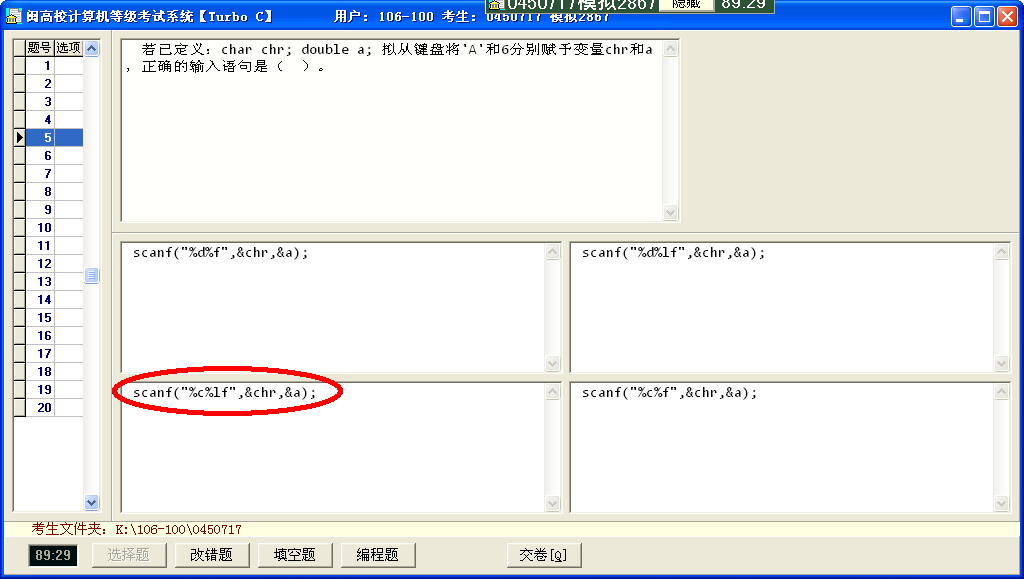 0450717模拟2867 隐藏 89:29
闽高校计算机等级考试系统【Turbo C】 用户: 106-100 考生: 0450717 模拟2867
题号 选项
若已定义: char chr; double a; 拟从键盘将'A'和6分别赋予变量chr和a
, 正确的输入语句是（ ）。
1
2
3
4
5
6
7
8
9
10
11
12
13
14
15
16
17
18
19
20
scanf("%d%f",&chr,&a);
scanf("%d%lf",&chr,&a);
scanf("%c%lf",&chr,&a);
scanf("%c%f",&chr,&a);
考生文件夹: K:\106-100\0450717
89:29 选择题 改错题 填空题 编程题 交卷[Q]